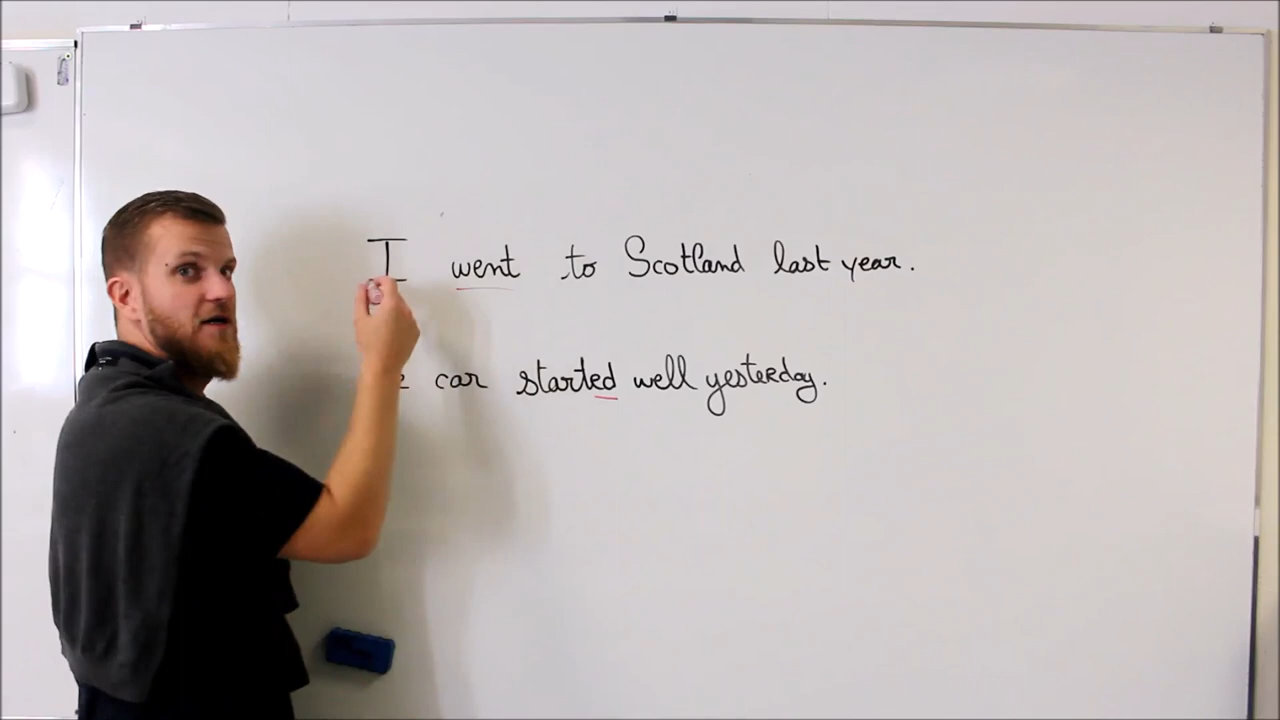 I went to Scotland last year.
car started well yesterday.